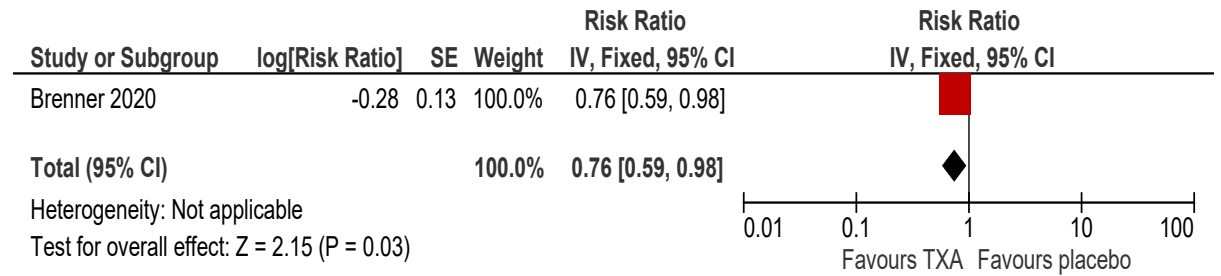 Risk Ratio Risk Ratio
Study or Subgroup log[Risk Ratio] SE Weight IV, Fixed, 95% CI IV, Fixed, 95% CI
Brenner 2020 -0.28 0.13 100.0% 0.76 [0.59, 0.98]
Total (95% CI) 100.0% 0.76 [0.59, 0.98]
Heterogeneity: Not applicable
Test for overall effect: Z = 2.15 (P = 0.03)
0.01 0.1 1 10 100
Favours TXA Favours placebo